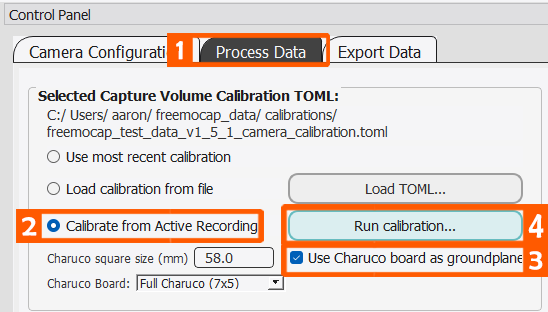 Control Panel
Camera Configurati 1 Process Data Export Data
Selected Capture Volume Calibration TOML:
C:/ Users/ aaron/ freemocap_data/ calibrations/
freemocap_test_data_v1_5_1_camera_calibration.toml
Use most recent calibration
Load calibration from file Load TOML...
2 Calibrate from Active Recording Run calibration... 4
Charuco square size (mm) 58.0 Use Charuco board as groundplane 3
Charuco Board: Full Charuco (7x5)